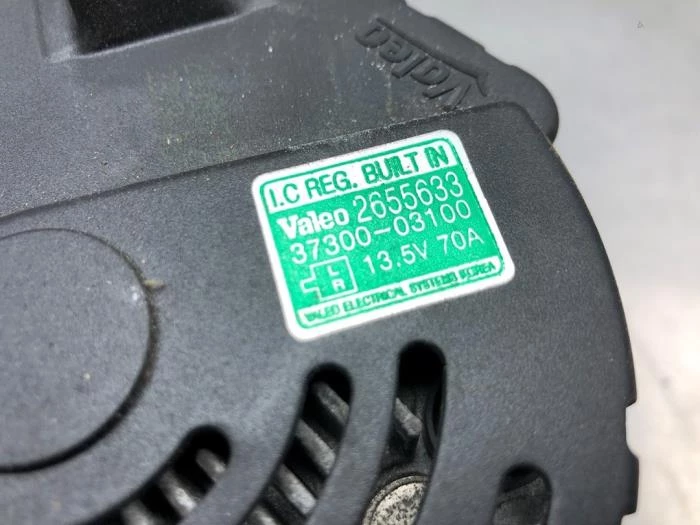 Valeo
I.C REG. BUILT IN
Valeo 2655633
37300-03100
L
R
13.5V 70A
VALEO ELECTRICAL SYSTEMS KOREA